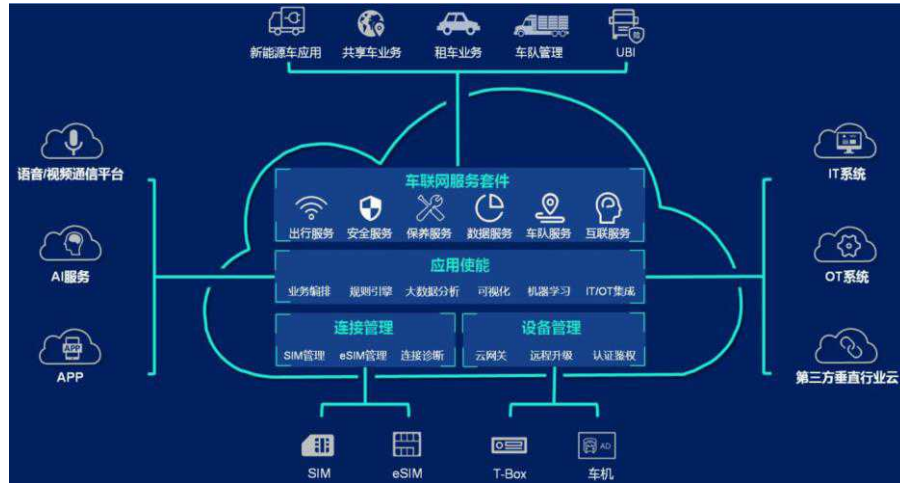 新能源车应用 共享车业务 租车业务 车队管理 UBI
语音/视频通信平台
AI服务
APP
APP
车联网服务套件
出行服务 安全服务 保养服务 数据服务 车队服务 互联服务
应用使能
业务编排 规则引擎 大数据分析 可视化 机器学习 IT/OT集成
连接管理
SIM管理 eSIM管理 连接诊断
设备管理
云网关 远程升级 认证鉴权
IT系统
OT系统
第三方垂直行业云
AD
SIM eSIM T-Box 车机